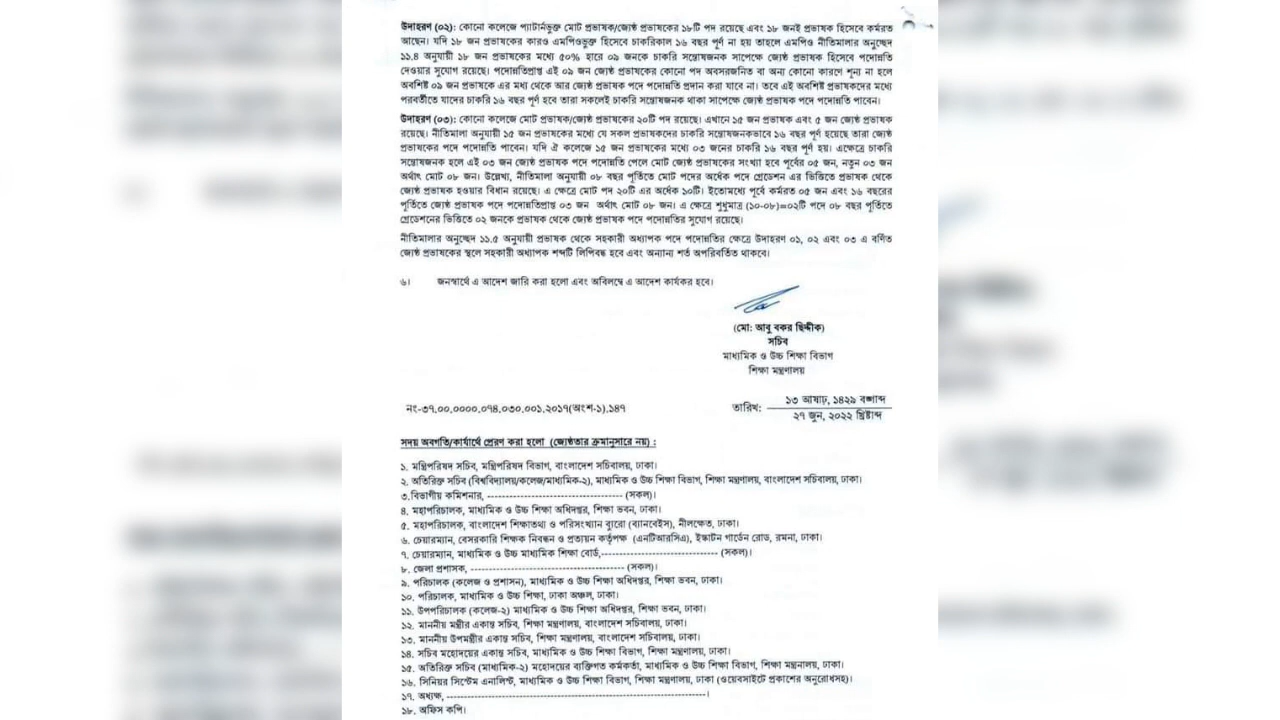 উদাহরণ (০২): কোনো কলেজে প্যাটার্নভুক্ত মোট প্রভাষক/জ্যেষ্ঠ প্রভাষকের ১৮টি পদ রয়েছে এবং ১৮ জনই প্রভাষক হিসেবে কর্মরত
আছেন। যদি ১৮ জন প্রভাষকের কারও এমপিওভুক্ত হিসেবে চাকরিকাল ১৬ বছর পূর্ণ না হয় তাহলে এমপিও নীতিমালার অনুচ্ছেদ
১১.৪ অনুযায়ী ১৮ জন প্রভাষকের মধ্যে ৫০% হারে ০৯ জনকে চাকরি সন্তোষজনক সাপেক্ষে জ্যেষ্ঠ প্রভাষক হিসেবে পদোন্নতি
দেওয়ার সুযোগ রয়েছে। পদোন্নতিপ্রাপ্ত এই ০৯ জন জ্যেষ্ঠ প্রভাষকের কোনো পদ অবসরজনিত বা অন্য কোনো কারণে শূন্য না হলে
অবশিষ্ট ০৯ জন প্রভাষকে এর মধ্য থেকে আর জ্যেষ্ঠ প্রভাষক পদে পদোন্নতি প্রদান করা যাবে না। তবে এই অবশিষ্ট প্রভাষকদের মধ্যে
পরবর্তীতে যাদের চাকরি ১৬ বছর পূর্ণ হবে তারা সকলেই চাকরি সন্তোষজনক থাকা সাপেক্ষে জ্যেষ্ঠ প্রভাষক পদে পদোন্নতি পাবেন।
উদাহরণ (০৩): কোনো কলেজে মোট প্রভাষক/জ্যেষ্ঠ প্রভাষকের ২০টি পদ রয়েছে। এখানে ১৫ জন প্রভাষক এবং ৫ জন জ্যেষ্ঠ প্রভাষক
রয়েছে। নীতিমালা অনুযায়ী ১৫ জন প্রভাষকের মধ্যে যে সকল প্রভাষকদের চাকরি সন্তোষজনকভাবে ১৬ বছর পূর্ণ হয়েছে তারা জ্যেষ্ঠ
প্রভাষকের পদে পদোন্নতি পাবেন। যদি ঐ কলেজে ১৫ জন প্রভাষকের মধ্যে ০৩ জনের চাকরি ১৬ বছর পূর্ণ হয়। এক্ষেত্রে চাকরি
সন্তোষজনক হলে এই ০৩ জন জ্যেষ্ঠ প্রভাষক পদে পদোন্নতি পেলে মোট জ্যেষ্ঠ প্রভাষকের সংখ্যা হবে পূর্বের ০৫ জন, নতুন ০৩ জন
অর্থাৎ মোট ০৮ জন। উল্লেখ্য, নীতিমালা অনুযায়ী ০৮ বছর পূর্তিতে মোট পদের অর্ধেক পদে গ্রেডেশন এর ভিত্তিতে প্রভাষক থেকে
জ্যেষ্ঠ প্রভাষক হওয়ার বিধান রয়েছে। এ ক্ষেত্রে মোট পদ ২০টি এর অর্ধেক ১০টি। ইতোমধ্যে পূর্বে কর্মরত ০৫ জন এবং ১৬ বছরের
পূর্তিতে জ্যেষ্ঠ প্রভাষক পদে পদোন্নতিপ্রাপ্ত ০৩ জন অর্থাৎ মোট ০৮ জন। এ ক্ষেত্রে শুধুমাত্র (১০-০৮)=০২টি পদে ০৮ বছর পূর্তিতে
গ্রেডেশনের ভিত্তিতে ০২ জনকে প্রভাষক থেকে জ্যেষ্ঠ প্রভাষক পদে পদোন্নতির সুযোগ রয়েছে।
নীতিমালার অনুচ্ছেদ ১১.৫ অনুযায়ী প্রভাষক থেকে সহকারী অধ্যাপক পদে পদোন্নতির ক্ষেত্রে উদাহরণ ০১, ০২ এবং ০৩ এ বর্ণিত
জ্যেষ্ঠ প্রভাষকের স্থলে সহকারী অধ্যাপক শব্দটি লিপিবদ্ধ হবে এবং অন্যান্য শর্ত অপরিবর্তিত থাকবে।
৬। জনস্বার্থে এ আদেশ জারি করা হলো এবং অবিলম্বে এ আদেশ কার্যকর হবে।
(মো: আবু বকর ছিদ্দীক)
সচিব
মাধ্যমিক ও উচ্চ শিক্ষা বিভাগ
শিক্ষা মন্ত্রণালয়
নং-৩৭.০০.০০০০.০৭৪.০৩০.০০১.২০১৭(অংশ-১).১৪৭
তারিখ: ১৩ আষাঢ়, ১৪২৯ বঙ্গাব্দ
২৭ জুন, ২০২২ খ্রিষ্টাব্দ
সদয় অবগতি/কার্যার্থে প্রেরণ করা হলো (জ্যেষ্ঠতার ক্রমানুসারে নয়) :
১. মন্ত্রিপরিষদ সচিব, মন্ত্রিপরিষদ বিভাগ, বাংলাদেশ সচিবালয়, ঢাকা।
২. অতিরিক্ত সচিব (বিশ্ববিদ্যালয়/কলেজ/মাধ্যমিক-২), মাধ্যমিক ও উচ্চ শিক্ষা বিভাগ, শিক্ষা মন্ত্রণালয়, বাংলাদেশ সচিবালয়, ঢাকা।
৩.বিভাগীয় কমিশনার, ------------------------------------ (সকল)।
৪. মহাপরিচালক, মাধ্যমিক ও উচ্চ শিক্ষা অধিদপ্তর, শিক্ষা ভবন, ঢাকা।
৫. মহাপরিচালক, বাংলাদেশ শিক্ষাতথ্য ও পরিসংখ্যান ব্যুরো (ব্যানবেইস), নীলক্ষেত, ঢাকা।
৬. চেয়ারম্যান, বেসরকারি শিক্ষক নিবন্ধন ও প্রত্যয়ন কর্তৃপক্ষ (এনটিআরসিএ), ইস্কাটন গার্ডেন রোড, রমনা, ঢাকা।
৭. চেয়ারম্যান, মাধ্যমিক ও উচ্চ মাধ্যমিক শিক্ষা বোর্ড,------------------------------- (সকল)।
৮. জেলা প্রশাসক, ----------------------------------------- (সকল)।
৯. পরিচালক (কলেজ ও প্রশাসন), মাধ্যমিক ও উচ্চ শিক্ষা অধিদপ্তর, শিক্ষা ভবন, ঢাকা।
১০. পরিচালক, মাধ্যমিক ও উচ্চ শিক্ষা, ঢাকা অঞ্চল, ঢাকা।
১১. উপপরিচালক (কলেজ-২) মাধ্যমিক ও উচ্চ শিক্ষা অধিদপ্তর, শিক্ষা ভবন, ঢাকা।
১২. মাননীয় মন্ত্রীর একান্ত সচিব, শিক্ষা মন্ত্রণালয়, বাংলাদেশ সচিবালয়, ঢাকা।
১৩. মাননীয় উপমন্ত্রীর একান্ত সচিব, শিক্ষা মন্ত্রণালয়, বাংলাদেশ সচিবালয়, ঢাকা।
১৪. সচিব মহোদয়ের একান্ত সচিব, মাধ্যমিক ও উচ্চ শিক্ষা বিভাগ, শিক্ষা মন্ত্রণালয়, ঢাকা।
১৫. অতিরিক্ত সচিব (মাধ্যমিক-২) মহোদয়ের ব্যক্তিগত কর্মকর্তা, মাধ্যমিক ও উচ্চ শিক্ষা বিভাগ, শিক্ষা মন্ত্রনালয়, ঢাকা।
১৬. সিনিয়র সিস্টেম এনালিস্ট, মাধ্যমিক ও উচ্চ শিক্ষা বিভাগ, শিক্ষা মন্ত্রণালয়, ঢাকা (ওয়েবসাইটে প্রকাশের অনুরোধসহ)।
১৭. অধ্যক্ষ, ---------------------------------------------------------------------।
১৮. অফিস কপি।